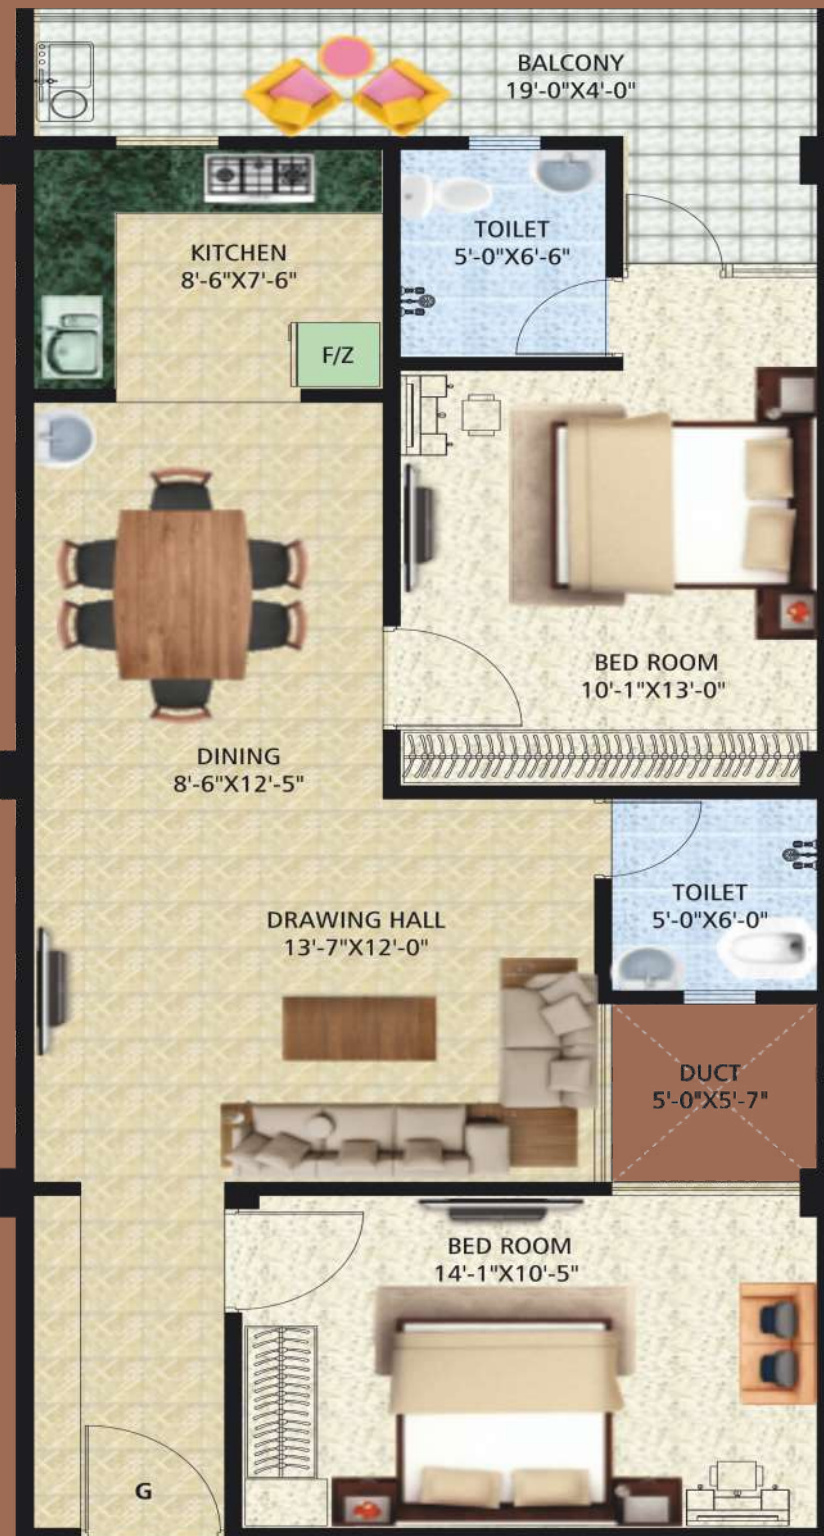 BALCONY
19'-0"X4'-0"
TOILET
5'-0"X6'-6"
KITCHEN
8'-6"X7'-6"
F/Z
BED ROOM
10'-1"X13'-0"
DINING
8'-6"X12'-5"
TOILET
5'-0"X6'-0"
DRAWING HALL
13'-7"X12'-0"
DUCT
5'-0"X5'-7"
BED ROOM
14'-1"X10'-5"
G